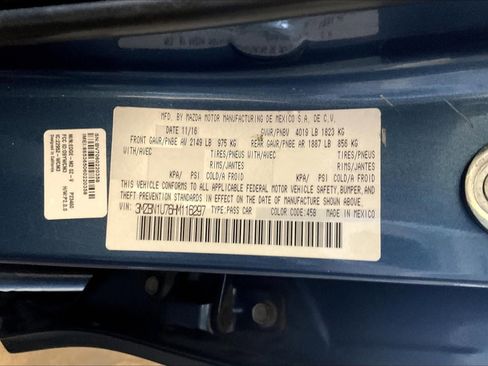 MFD. BY MAZDA MOTOR MANUFACTURING DE MEXICO S.A. DE C.V.
DATE 11/16 GVWR/PNBV 4019 LB 1823 KG
FRONT GAWR/PNBE AV 2149 LB 975 KG REAR GAWR/PNBE AR 1887 LB 856 KG
WITH/AVEC TIRES/PNEUS WITH/AVEC TIRES/PNEUS
RIMS/JANTES RIMS/JANTES
KPA/ PSI COLD/A FROID KPA/ PSI COLD/A FROID
THIS VEHICLE CONFORMS TO ALL APPLICABLE FEDERAL MOTOR VEHICLE SAFETY, BUMPER, AND
THEFT PREVENTION STANDARDS IN EFFECT ON THE DATE OF MANUFACTURE SHOWN ABOVE.
VIN: 3MZBN1U76HM116297 TYPE:PASS CAR COLOR CODE:45B MADE IN MEXICO
Designed in California